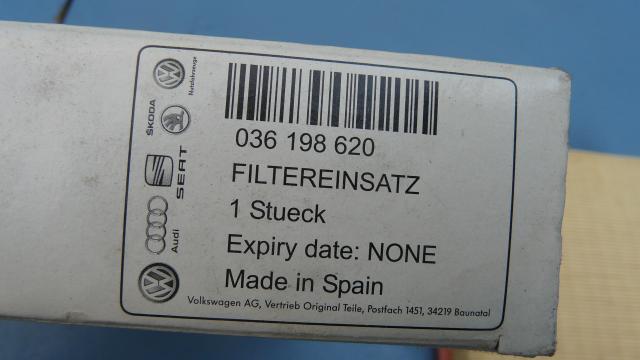 036 198 620
FILTEREINSATZ
1 Stueck
Expiry date: NONE
Made in Spain
Volkswagen AG, Vertrieb Original Teile, Postfach 1451, 34219 Baunatal
Nutzfahrzeuge
ŠKODA
SEAT
Audi